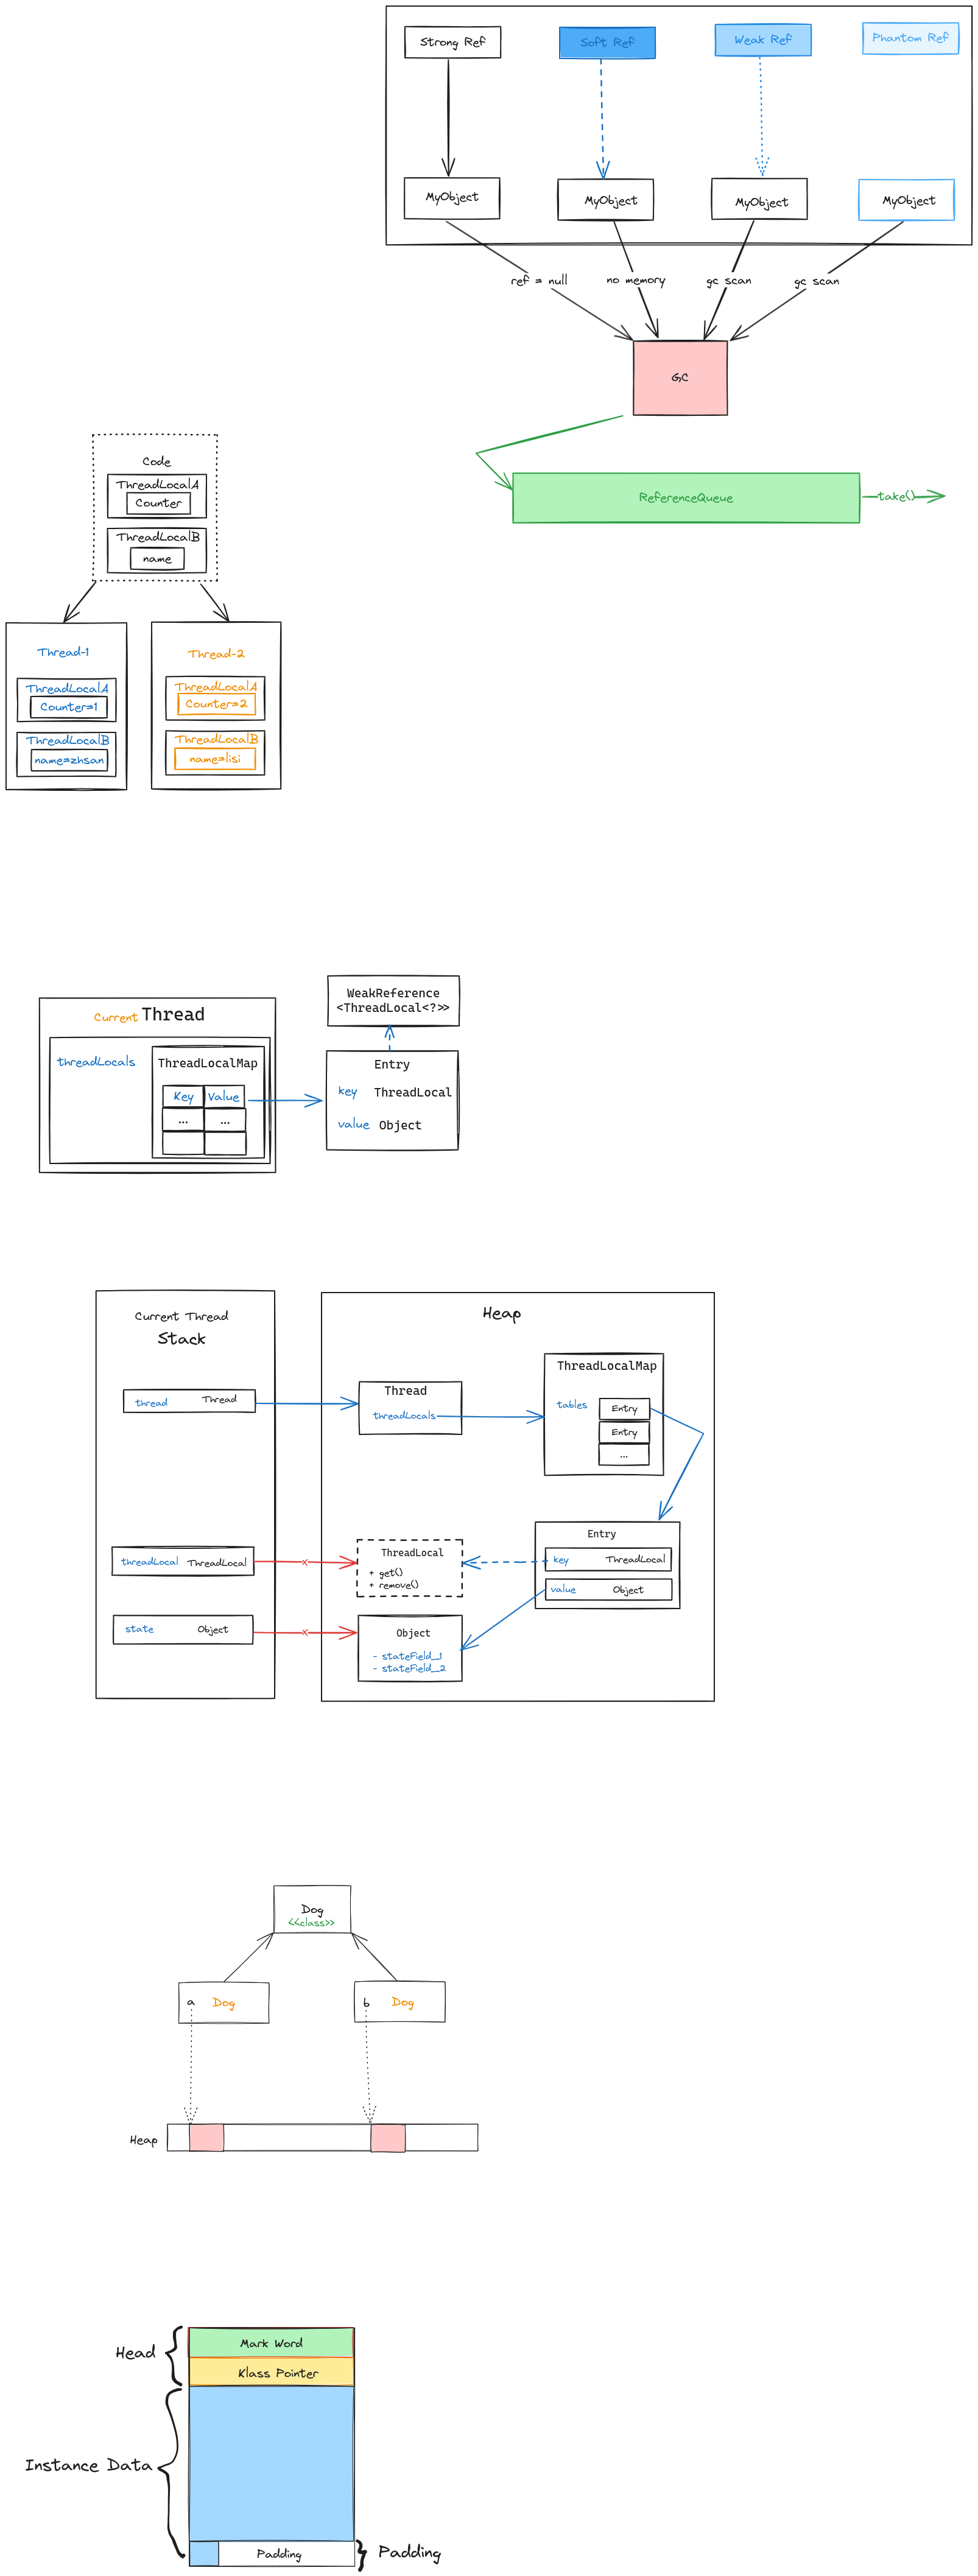 Strong Ref
Soft Ref
Weak Ref
Phantom Ref
MyObject
MyObject
MyObject
MyObject
ref = null
no memory
gc scan
gc scan
GC
ReferenceQueue
take()
Code
ThreadLocalA
Counter
ThreadLocalB
name
Thread-1
ThreadLocalA
Counter=1
ThreadLocalB
name=zhsan
Thread-2
ThreadLocalA
Counter=2
ThreadLocalB
name=lisi
WeakReference
<ThreadLocal<?>>
Current Thread
threadLocals
ThreadLocalMap
Key Value
... ...
Entry
key ThreadLocal
value Object
Current Thread
Stack
thread Thread
threadLocal ThreadLocal
state Object
Heap
Thread
threadLocals
ThreadLocalMap
tables
Entry
Entry
...
Entry
key ThreadLocal
value Object
x
ThreadLocal
+ get()
+ remove()
x
Object
- stateField_1
- stateField_2
Dog
<<class>>
a Dog
b Dog
Heap
Head
Mark Word
Klass Pointer
Instance Data
Padding
Padding